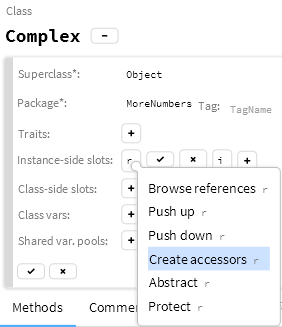 Class
Complex
Superclass*: Object
Package*: MoreNumbers Tag: TagName
Traits:
Instance-side slots: r i
Class-side slots:
Class vars:
Shared var. pools:
Browse references r
Push up r
Push down r
Create accessors r
Abstract r
Protect r
Methods Commen